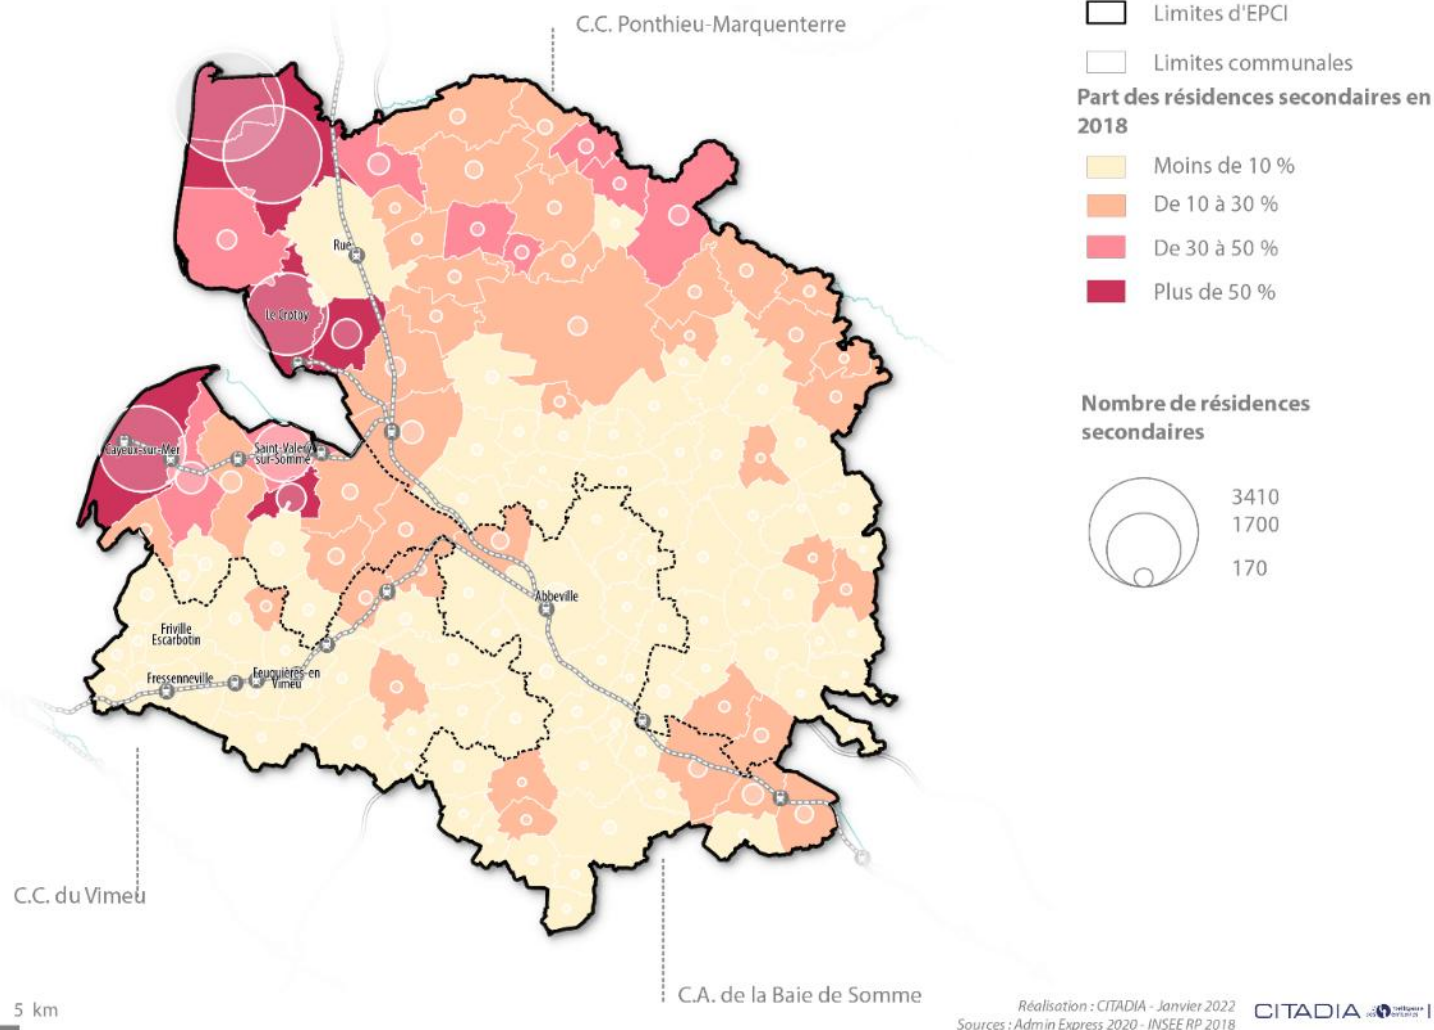 C.C. Ponthieu-Marquenterre
Limites d'EPCI
Limites communales
Part des résidences secondaires en
2018
Moins de 10 %
De 10 à 30 %
De 30 à 50 %
Plus de 50 %
Nombre de résidences
secondaires
3410
1700
170
Rue
Le Crotoy
Cayeux-sur-Mer
Saint-Valery
sur-Somme
Abbeville
Friville
Escarbotin
Fressenneville
Feuquières-en
Vimeu
C.C. du Vimeu
C.A. de la Baie de Somme
5 km
Réalisation : CITADIA - Janvier 2022
Sources : Admin Express 2020 - INSEE RP 2018
CITADIA